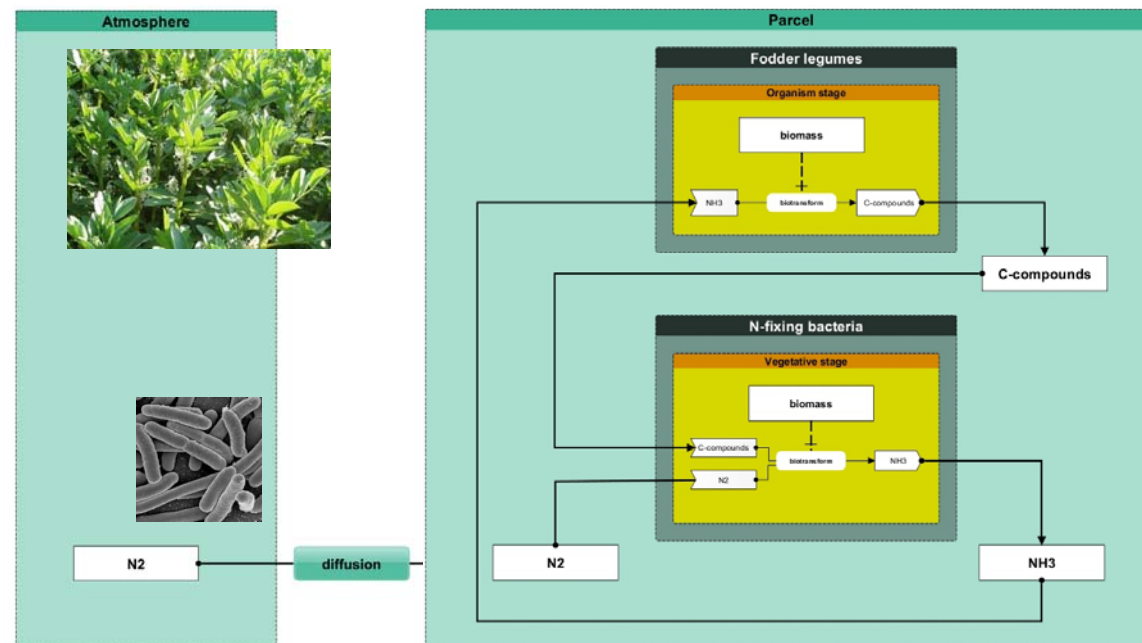 Atmosphere
Parcel
Fodder legumes
Organism stage
biomass
NH3
biotransform
C-compounds
C-compounds
N-fixing bacteria
Vegetative stage
biomass
C-compounds
biotransform
NH3
N2
N2
diffusion
N2
NH3